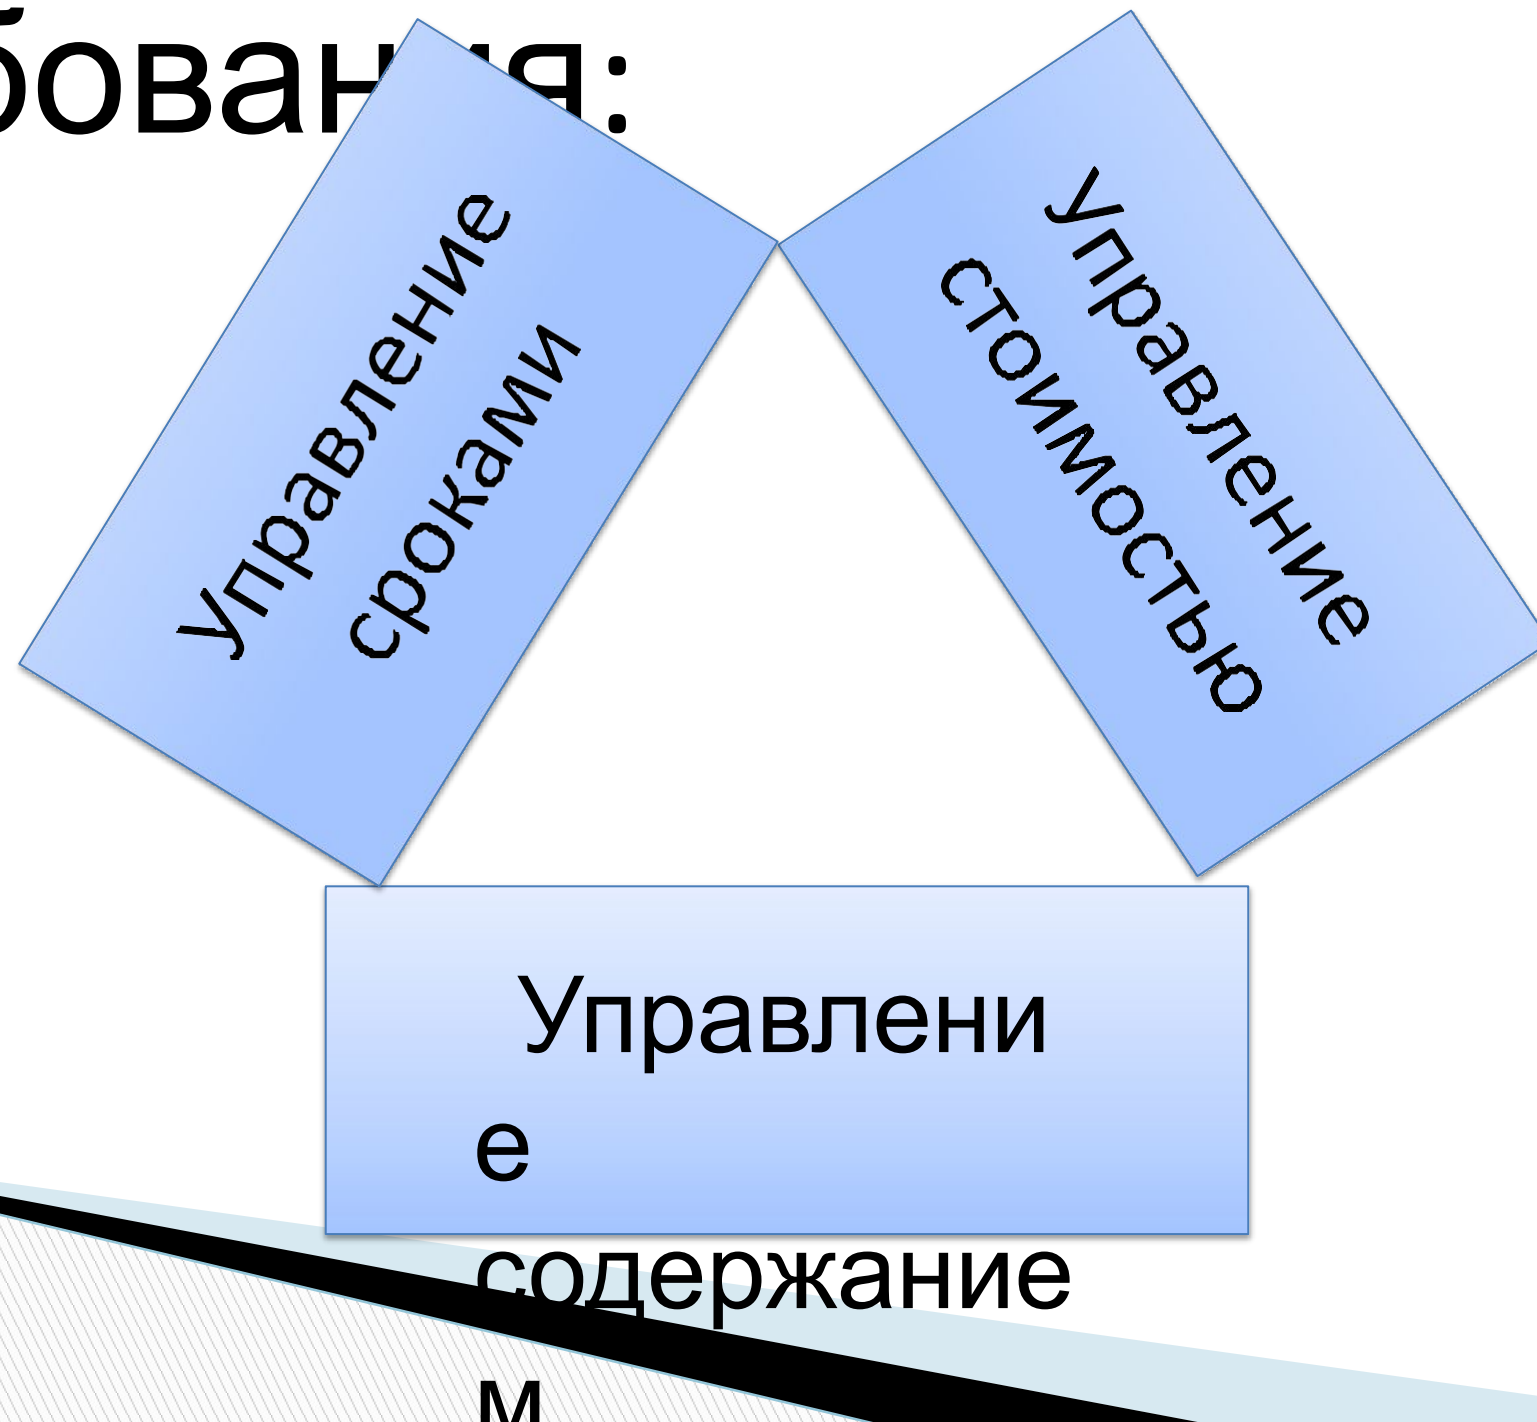 бования:
Управление
сроками
Управление
стоимостью
Управлени
е
содержание
м